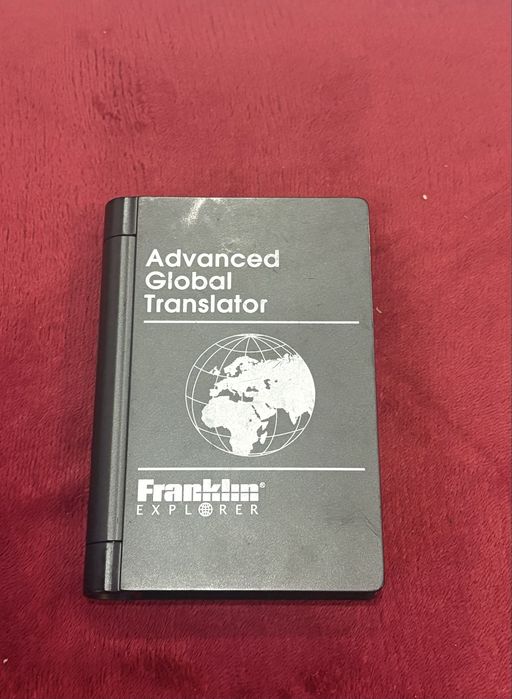 Advanced
Global
Translator
Franklin®
EXPLORER